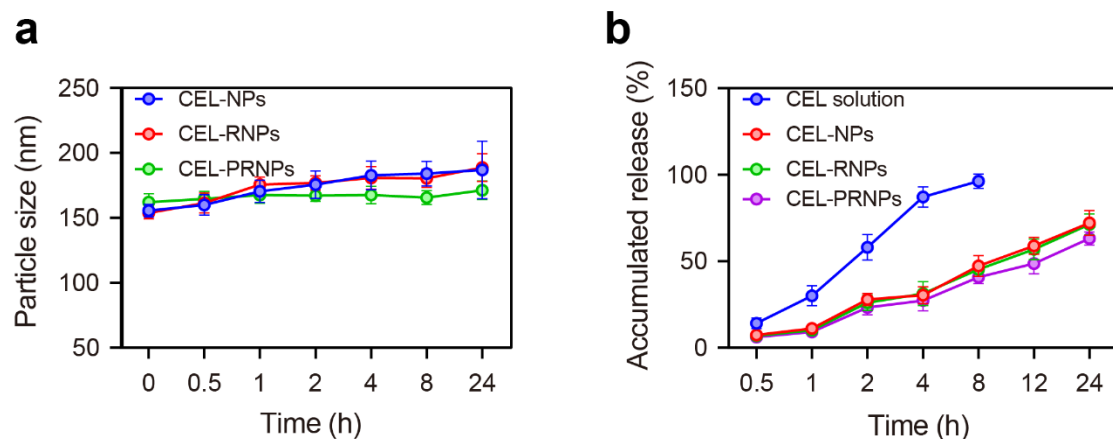 a
250
200
150
100
50
Particle size (nm)
CEL-NPs
CEL-RNPs
CEL-PRNPs
0 0.5 1 2 4 8 24
Time (h)
b
150
100
50
0
Accumulated release (%)
CEL solution
CEL-NPs
CEL-RNPs
CEL-PRNPs
0.5 1 2 4 8 12 24
Time (h)